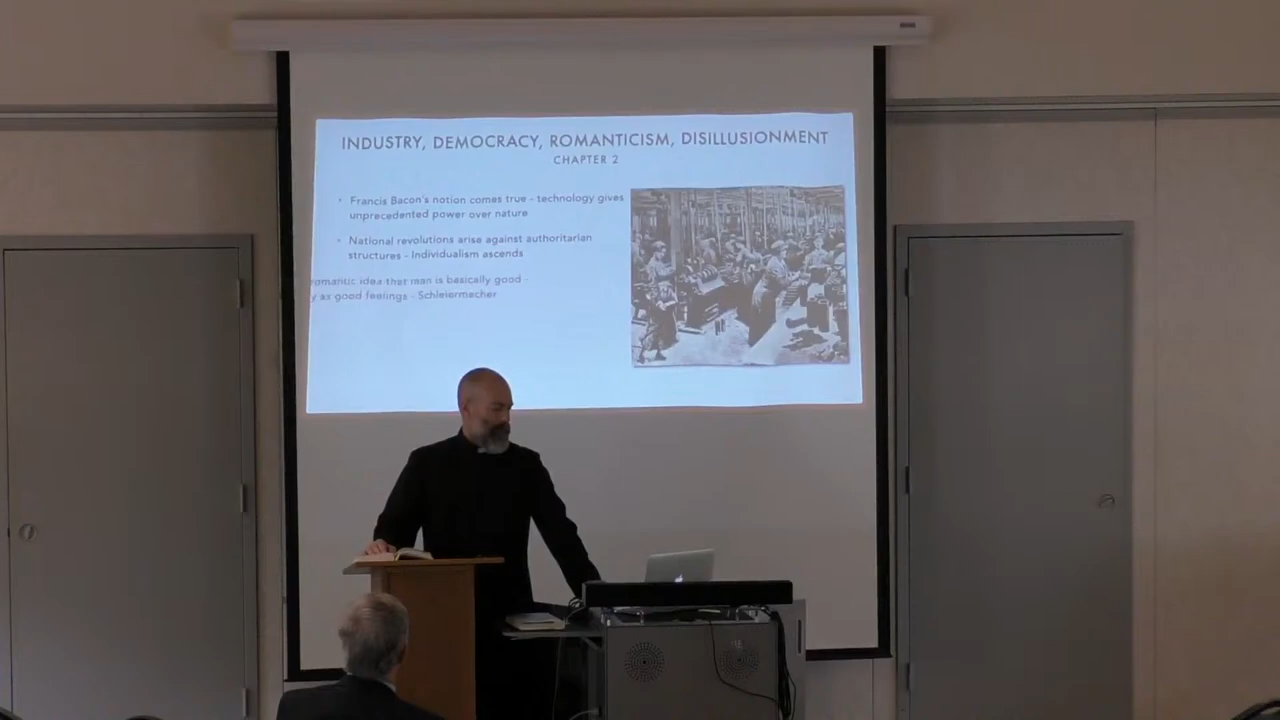 INDUSTRY, DEMOCRACY, ROMANTICISM, DISILLUSIONMENT
CHAPTER 2
• Francis Bacon's notion comes true - technology gives
unprecedented power over nature
• National revolutions arise against authoritarian
structures - Individualism ascends
omantic idea that man is basically good -
y as good feelings - Schleiermacher